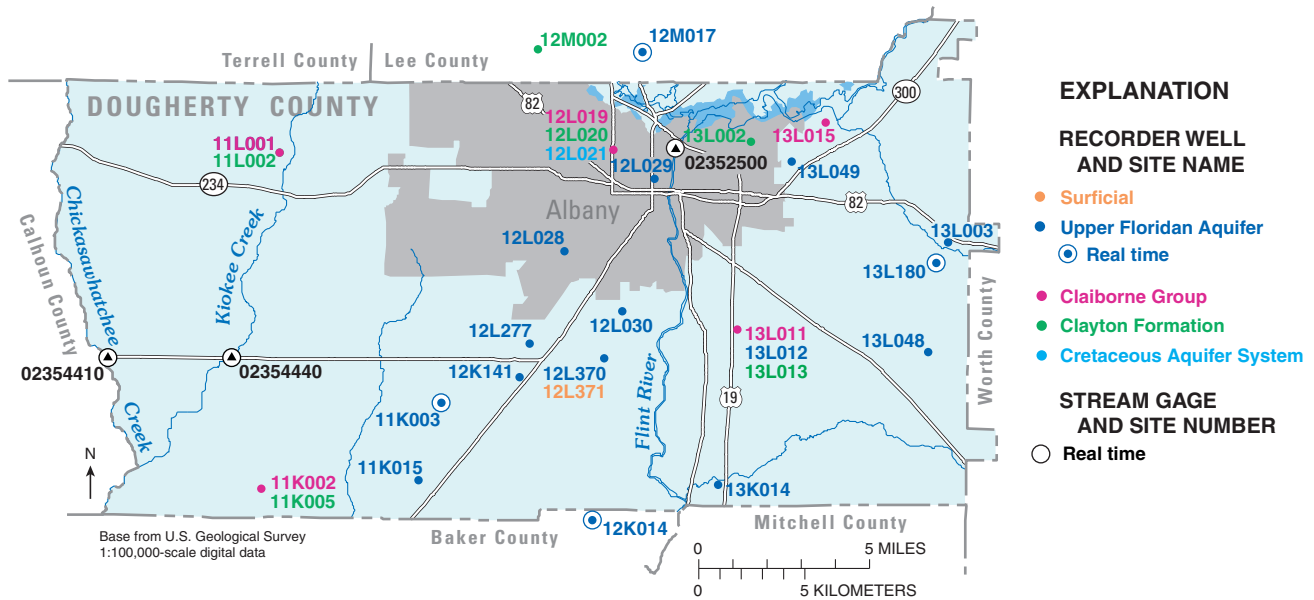 12M002
12M017
Terrell County
Lee County
DOUGHERTY COUNTY
82
300
12L019
12L020
12L021
13L002
13L015
11L001
11L002
12L029
02352500
13L049
234
82
Albany
Chickasawhatchee
Creek
Calhoun County
Kiokee Creek
12L028
13L003
13L180
Worth County
12L277
12L030
13L011
13L012
13L013
13L048
02354410
02354440
12K141
12L370
12L371
11K003
Flint River
19
N
11K015
11K002
11K005
13K014
12K014
Baker County
Mitchell County
Base from U.S. Geological Survey
1:100,000-scale digital data
0
5 MILES
0
5 KILOMETERS
EXPLANATION
RECORDER WELL
AND SITE NAME
Surficial
Upper Floridan Aquifer
Real time
Claiborne Group
Clayton Formation
Cretaceous Aquifer System
STREAM GAGE
AND SITE NUMBER
Real time